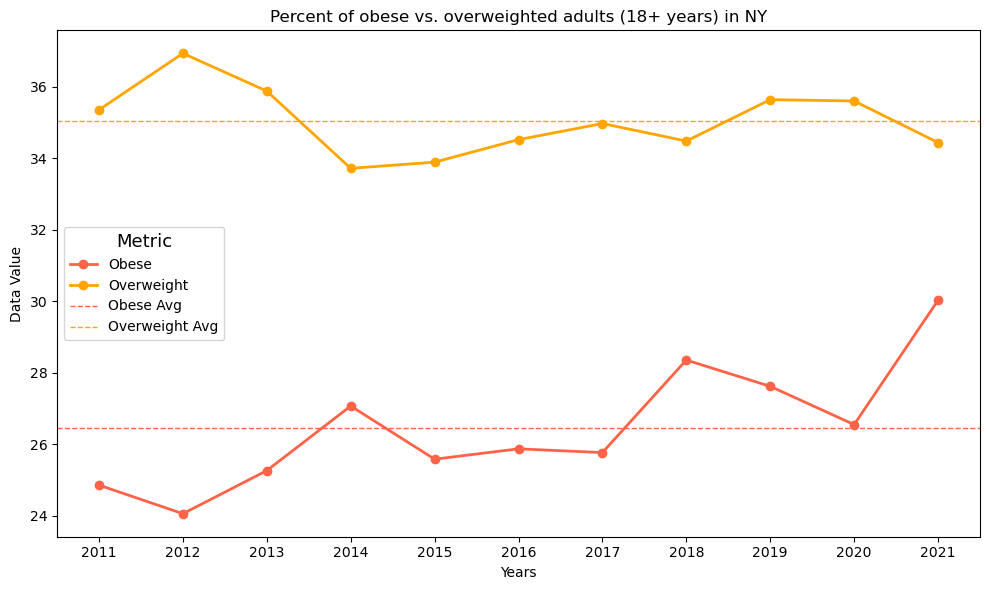 Percent of obese vs. overweighted adults (18+ years) in NY
Data Value
36
34
32
30
28
26
24
Metric
Obese
Overweight
Obese Avg
Overweight Avg
2011 2012 2013 2014 2015 2016 2017 2018 2019 2020 2021
Years